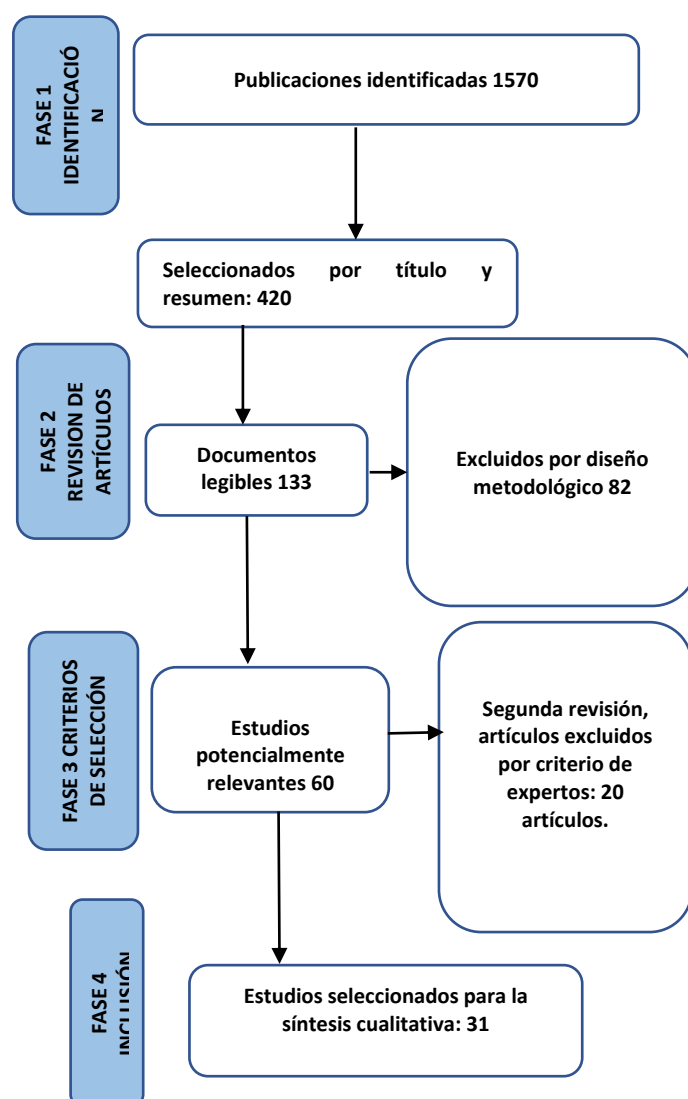 FASE 1
IDENTIFICACIÓ
N
Publicaciones identificadas 1570
Seleccionados por título y
resumen: 420
FASE 2
REVISION DE
ARTÍCULOS
Documentos
legibles 133
Excluidos por diseño
metodológico 82
FASE 3 CRITERIOS
DE SELECCIÓN
Estudios
potencialmente
relevantes 60
Segunda revisión,
artículos excluidos
por criterio de
expertos: 20
artículos.
FASE 4
INCLUSIÓN
Estudios seleccionados para la
síntesis cualitativa: 31